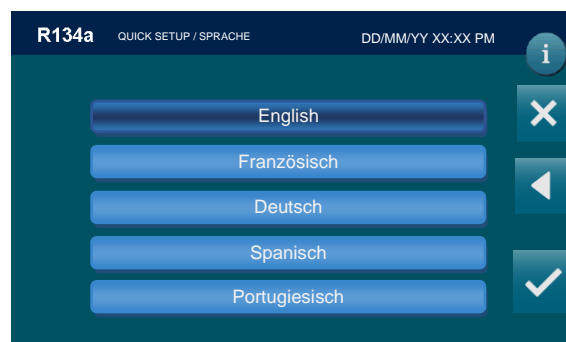 R134a QUICK SETUP / SPRACHE DD/MM/YY XX:XX PM
i
English
Französisch
Deutsch
Spanisch
Portugiesisch